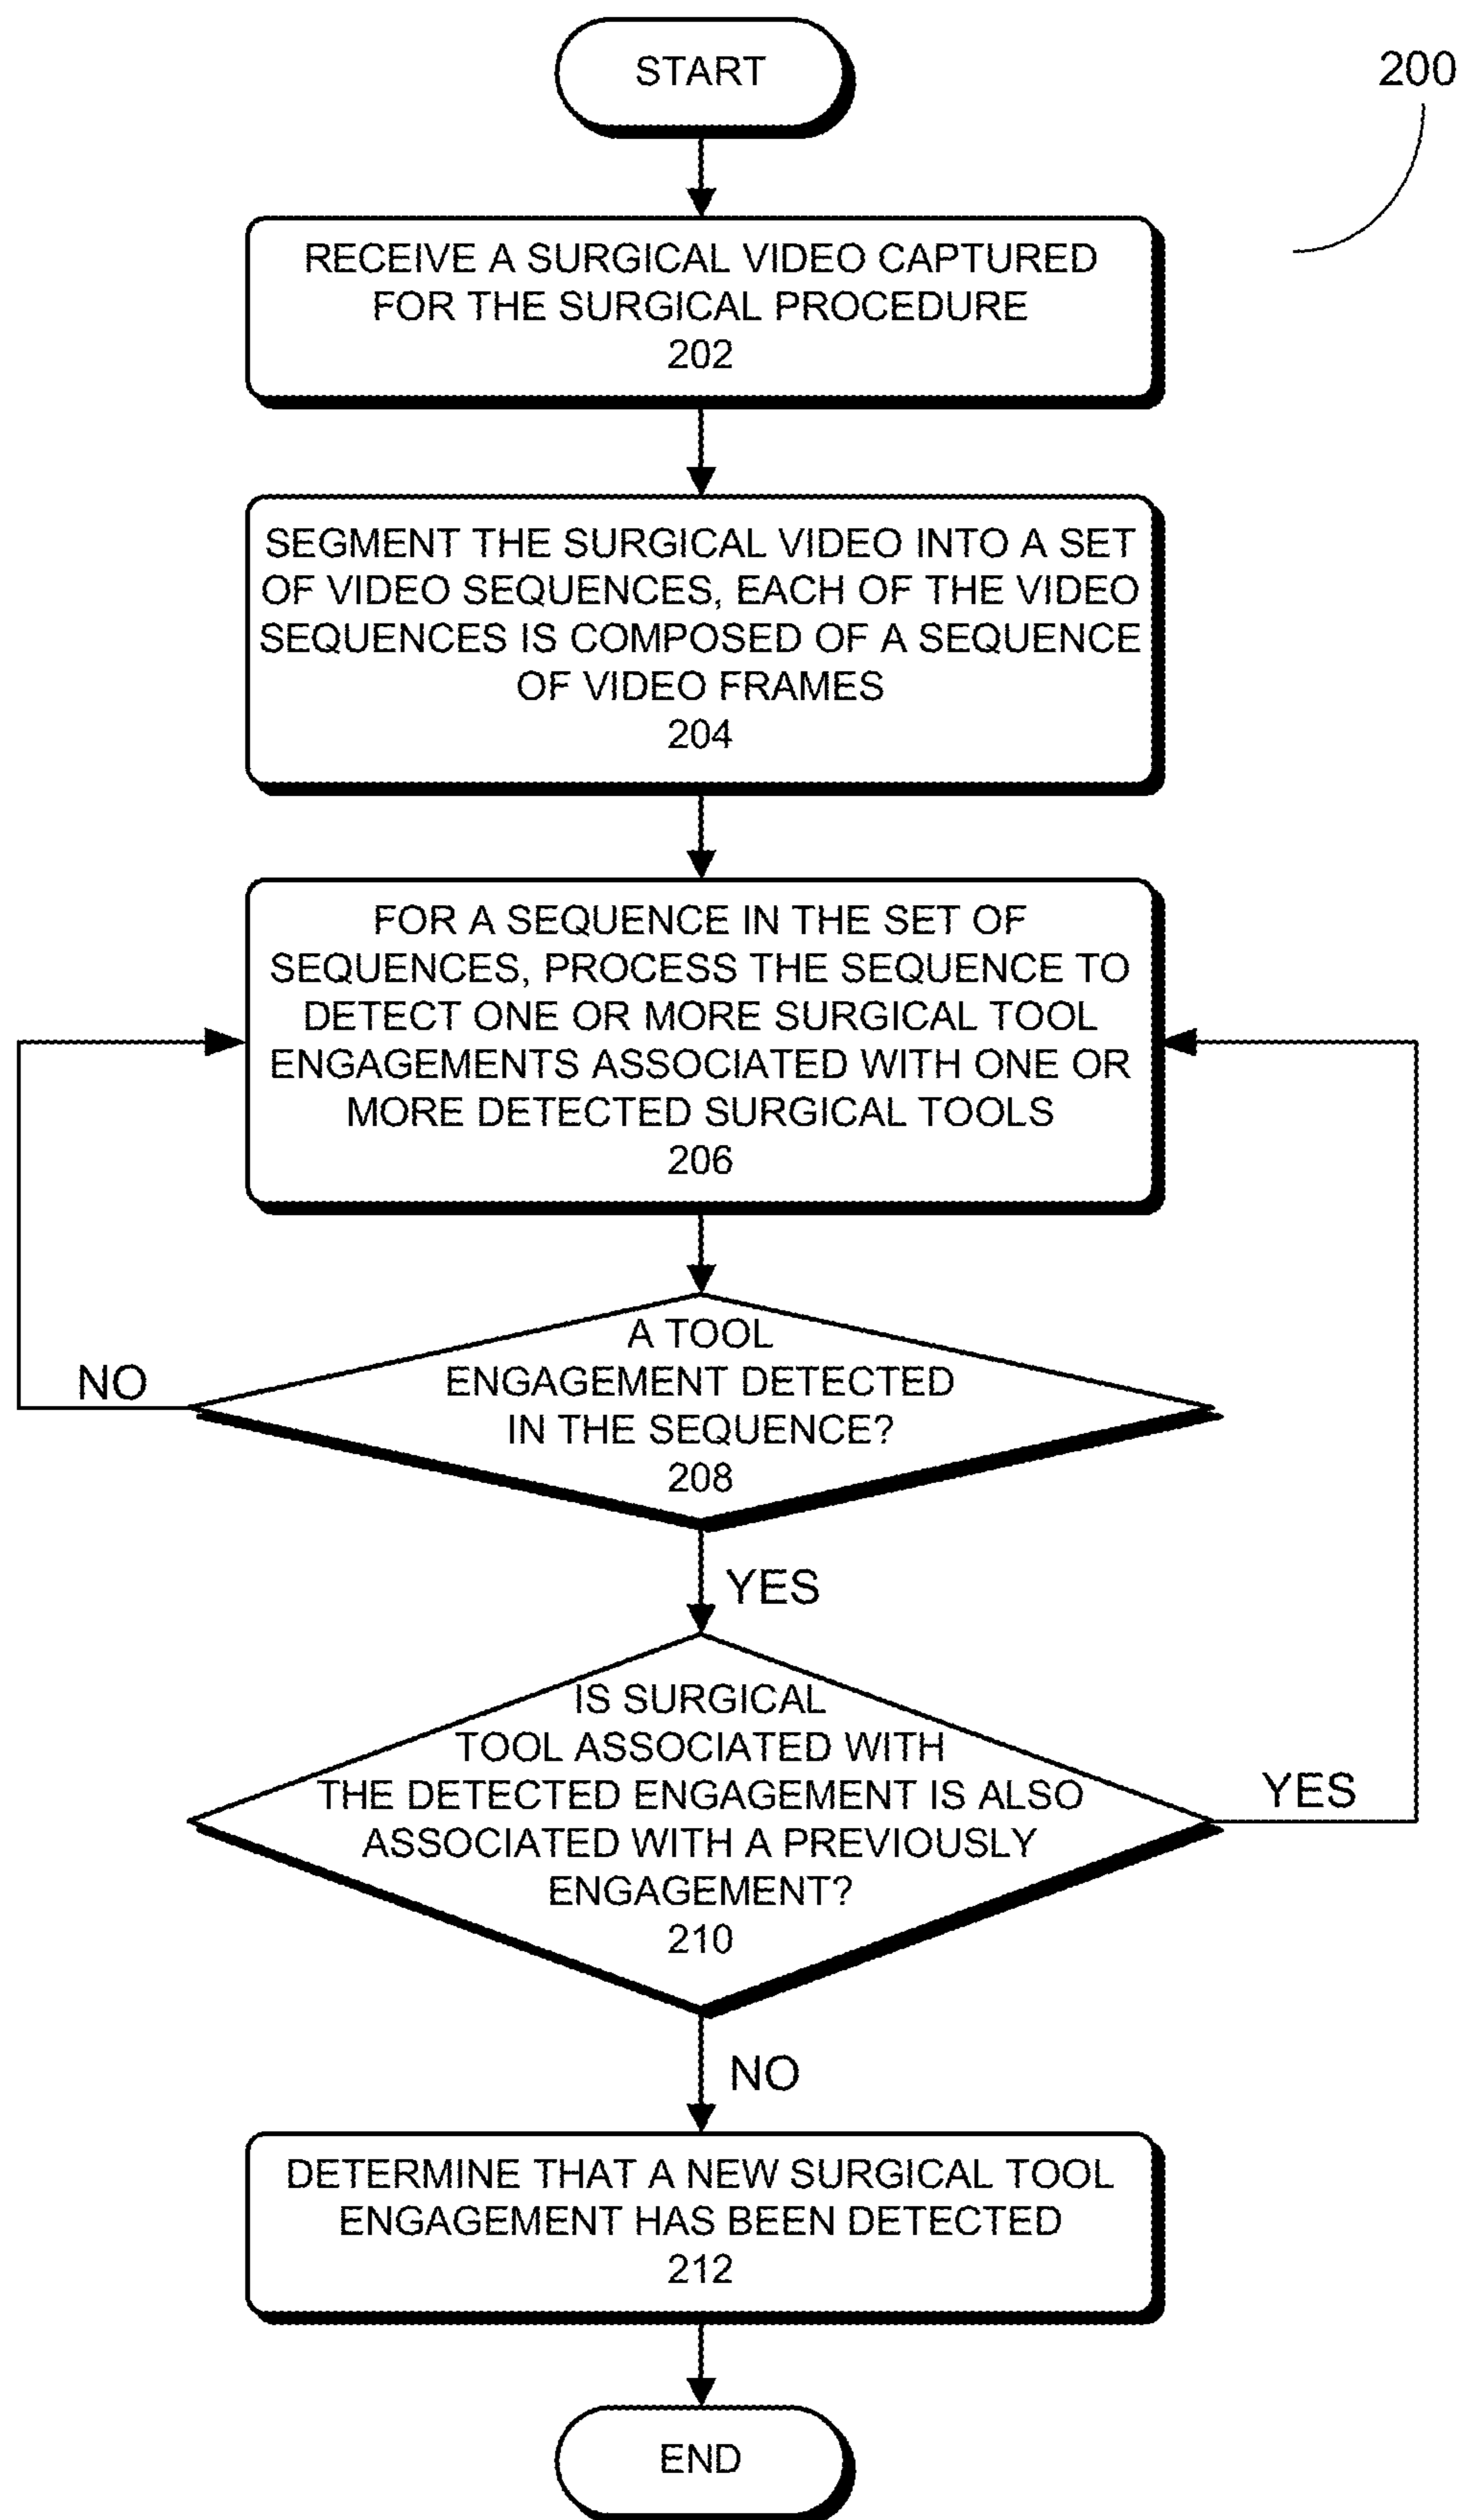 START
200
RECEIVE A SURGICAL VIDEO CAPTURED
FOR THE SURGICAL PROCEDURE
202
SEGMENT THE SURGICAL VIDEO INTO A SET
OF VIDEO SEQUENCES, EACH OF THE VIDEO
SEQUENCES IS COMPOSED OF A SEQUENCE
OF VIDEO FRAMES
204
FOR A SEQUENCE IN THE SET OF
SEQUENCES, PROCESS THE SEQUENCE TO
DETECT ONE OR MORE SURGICAL TOOL
ENGAGEMENTS ASSOCIATED WITH ONE OR
MORE DETECTED SURGICAL TOOLS
206
A TOOL
ENGAGEMENT DETECTED
IN THE SEQUENCE?
208
NO
YES
IS SURGICAL
TOOL ASSOCIATED WITH
THE DETECTED ENGAGEMENT IS ALSO
ASSOCIATED WITH A PREVIOUSLY
ENGAGEMENT?
210
YES
NO
DETERMINE THAT A NEW SURGICAL TOOL
ENGAGEMENT HAS BEEN DETECTED
212
END